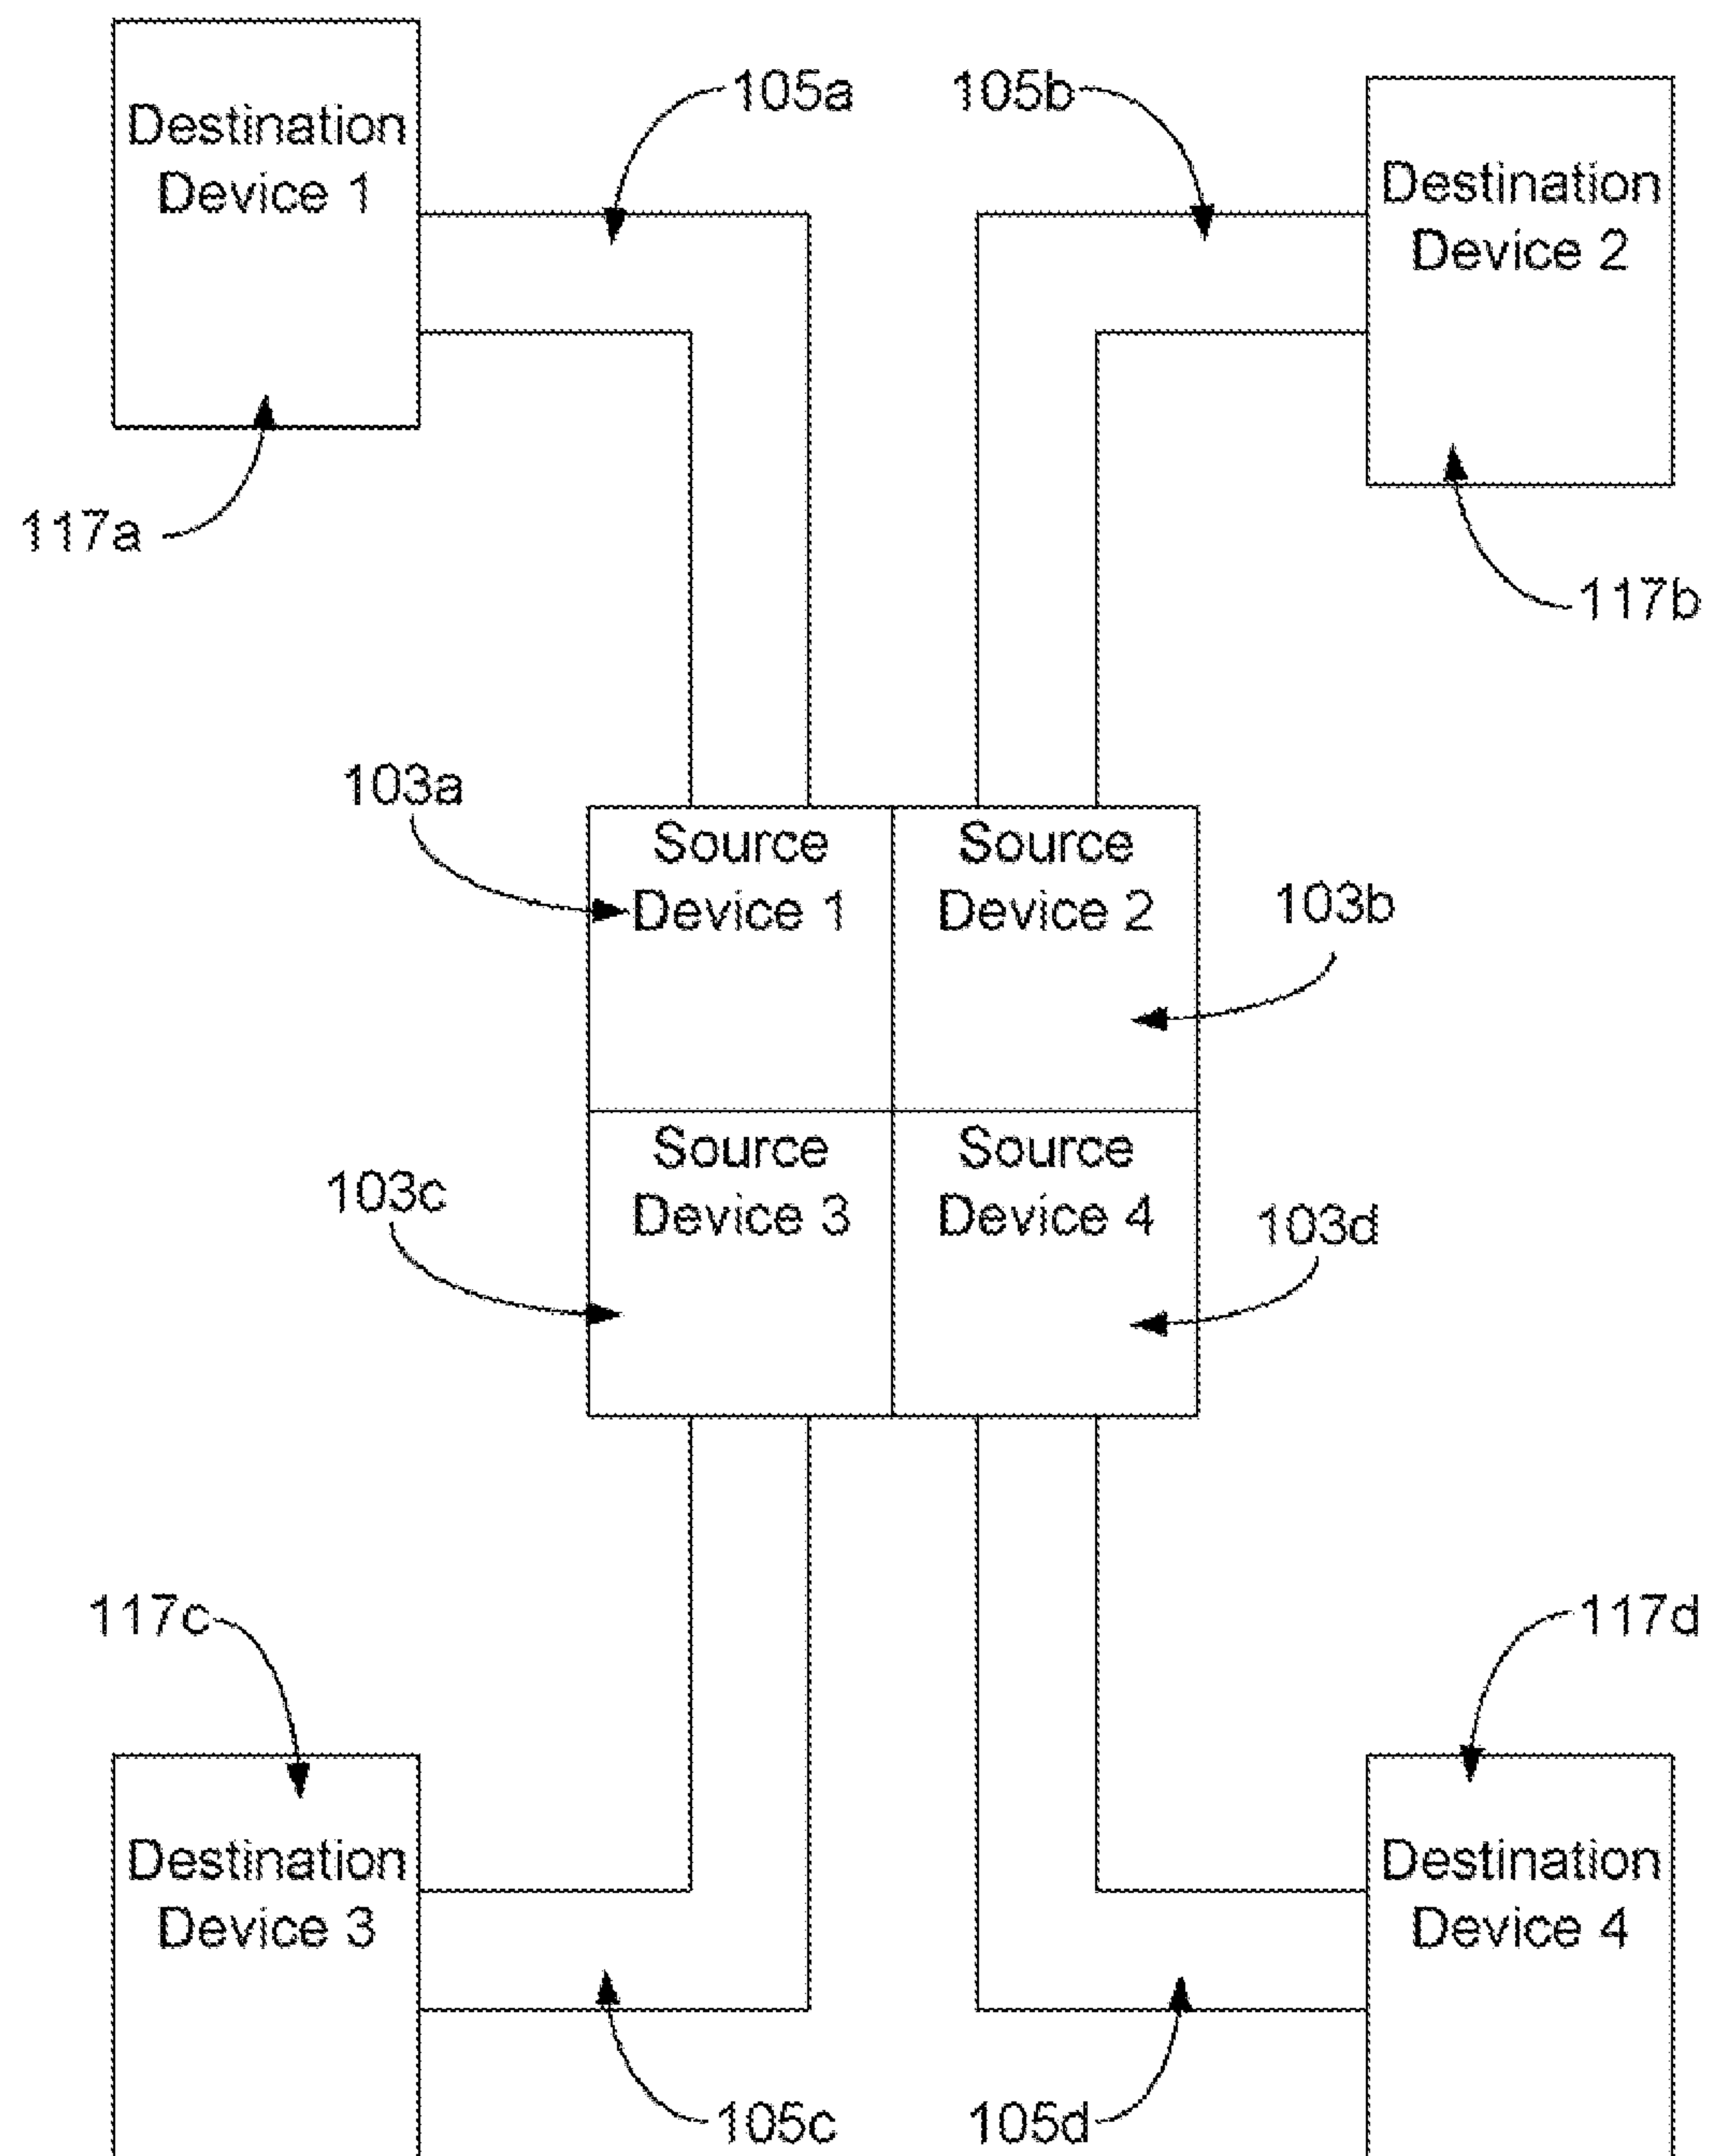 105a
105b
Destination
Device 1
Destination
Device 2
117a
117b
103a
Source
Device 1
Source
Device 2
103b
103c
Source
Device 3
Source
Device 4
103d
117c
117d
Destination
Device 3
Destination
Device 4
105c
105d